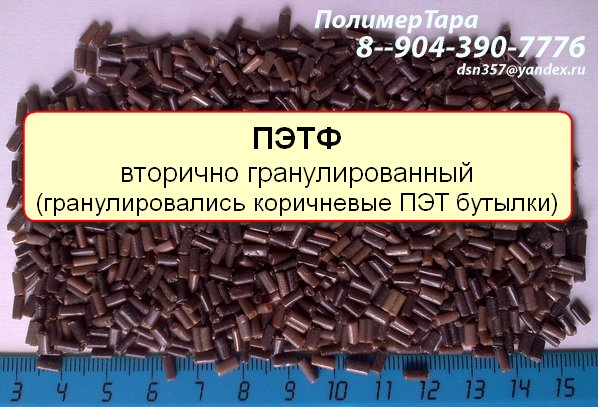 ПолимерТара
8--904-390-7776
dsn357@yandex.ru
ПЭТФ
вторично гранулированный
(гранулировались коричневые ПЭТ бутылки)
3 4 5 6 7 8 9 10 11 12 13 14 15